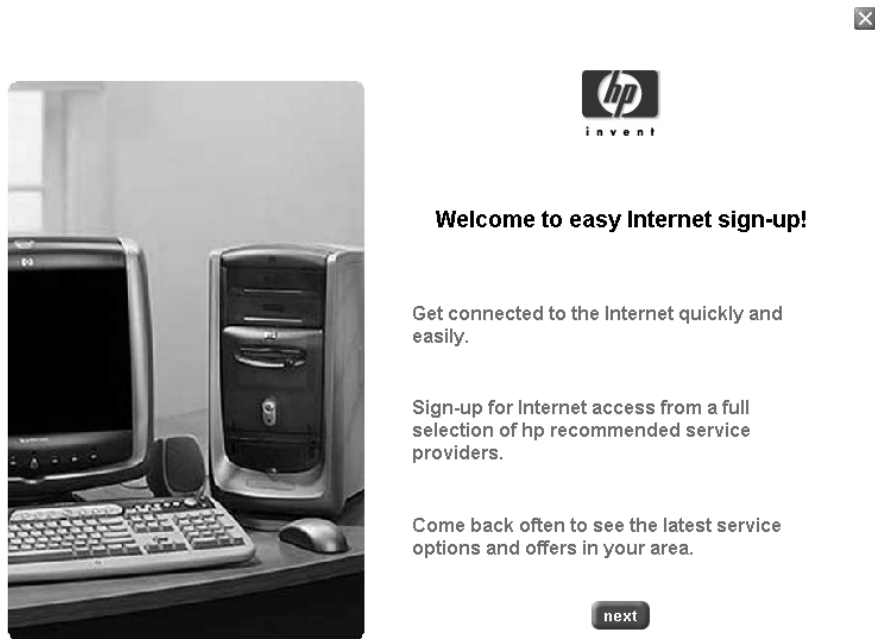 hp
invent
Welcome to easy Internet sign-up!
Get connected to the Internet quickly and
easily.
Sign-up for Internet access from a full
selection of hp recommended service
providers.
Come back often to see the latest service
options and offers in your area.
next